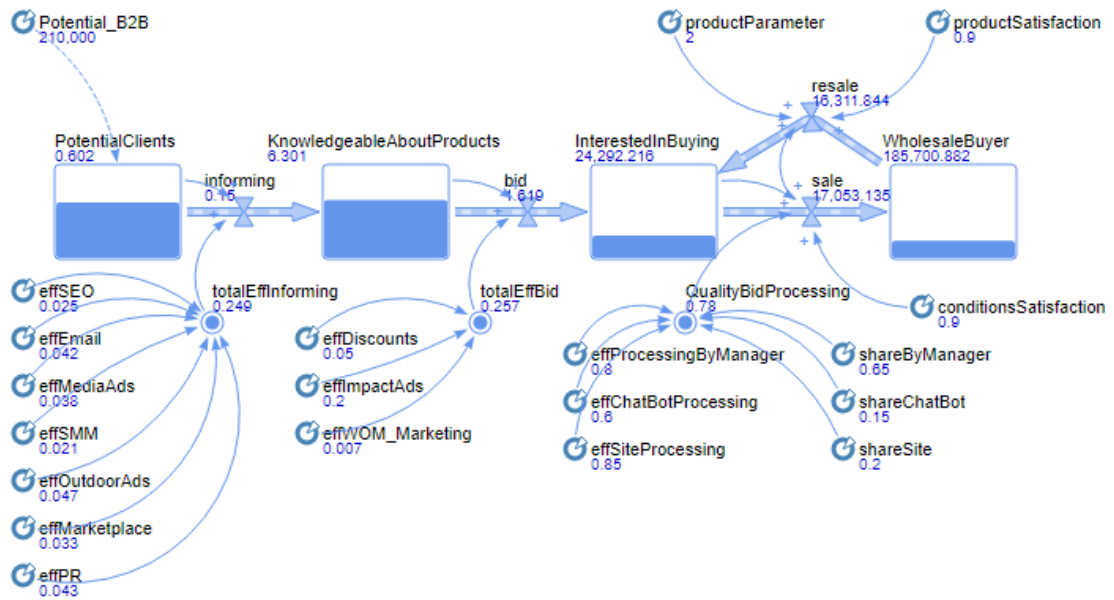 Potential_B2B
210,000
productParameter
2
productSatisfaction
0.9
resale
16,311.844
PotentialClients
0.602
KnowledgeableAboutProducts
6.301
InterestedInBuying
24,292.216
WholesaleBuyer
185,700.882
informing
0.15
bid
1.619
sale
17,053.135
effSEO
0.025
totalEffInforming
0.249
totalEffBid
0.257
QualityBidProcessing
0.78
conditionsSatisfaction
0.9
effEmail
0.042
effDiscounts
0.05
effProcessingByManager
0.8
shareByManager
0.65
effMediaAds
0.038
effImpactAds
0.2
effChatBotProcessing
0.6
shareChatBot
0.15
effSMM
0.021
effWOM_Marketing
0.007
effSiteProcessing
0.85
shareSite
0.2
effOutdoorAds
0.047
effMarketplace
0.033
effPR
0.043